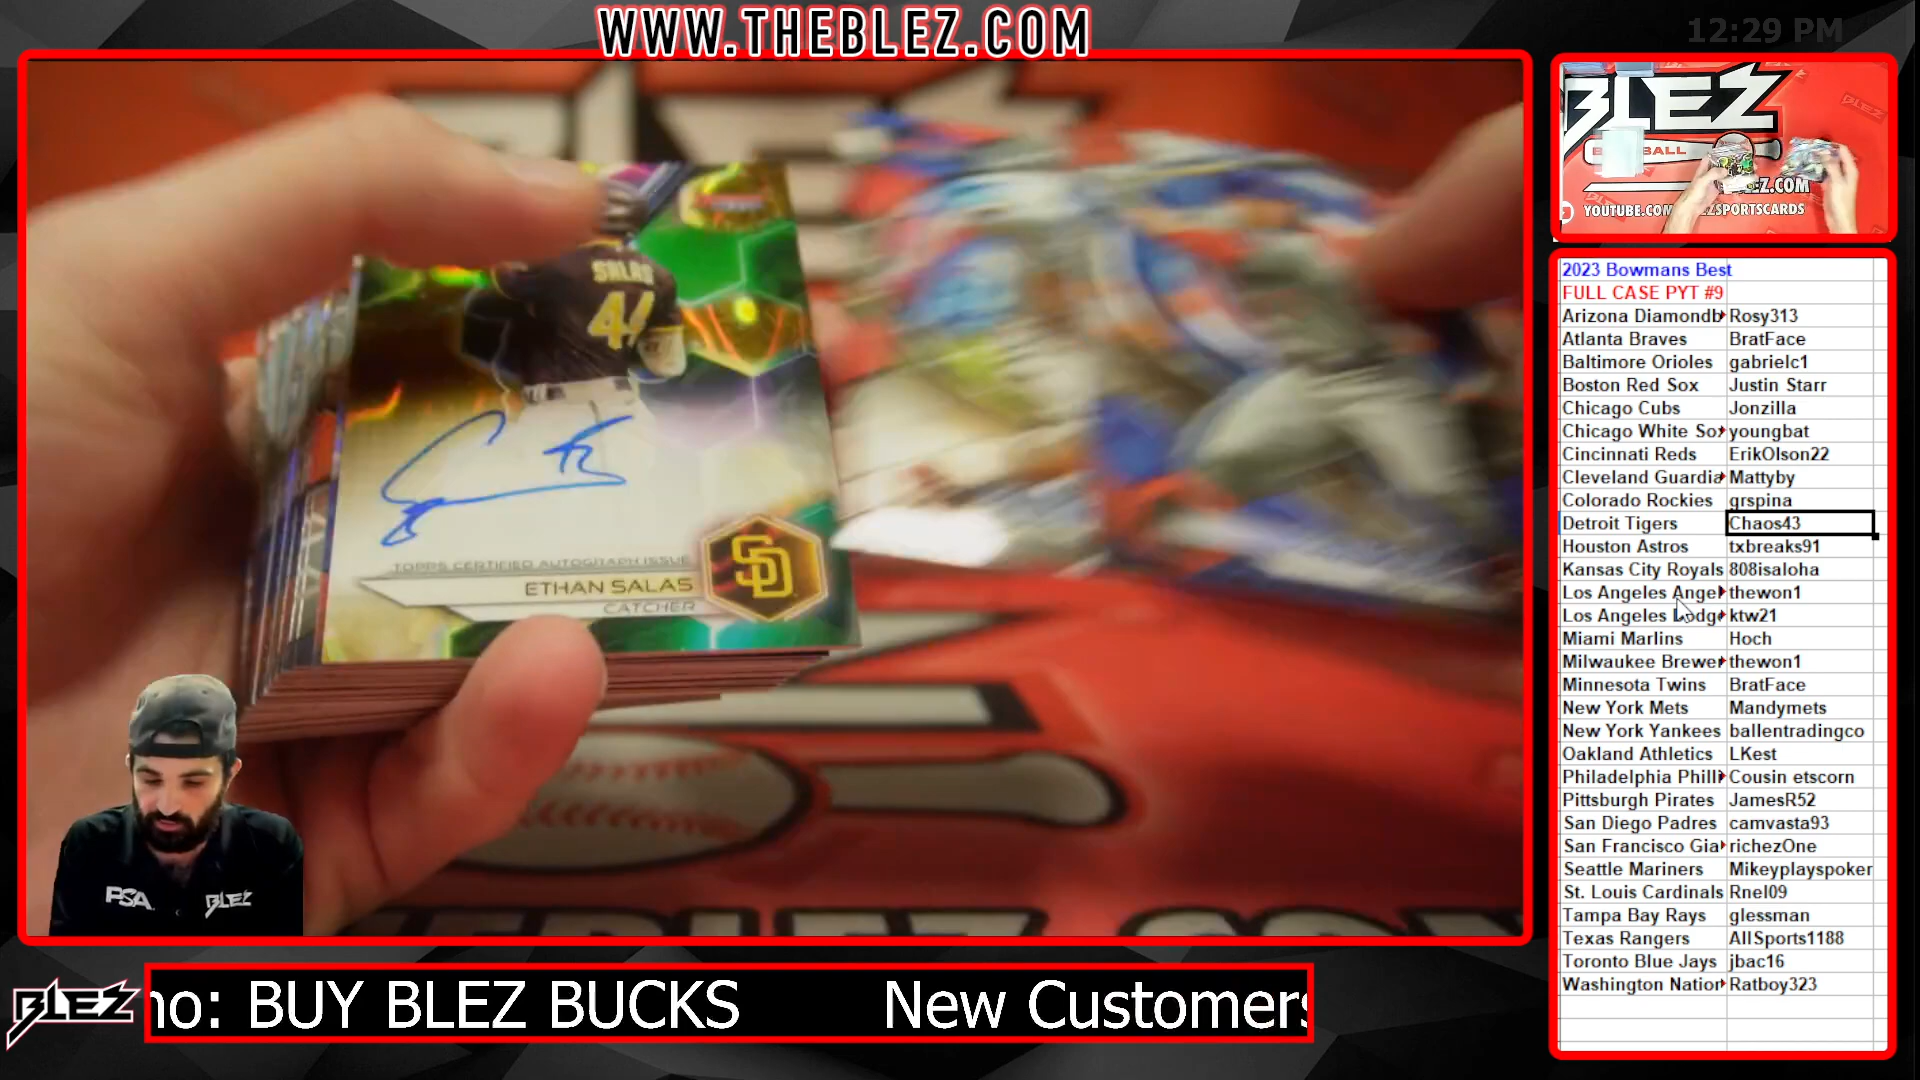 WWW.THEBLEZ.COM
12:29 PM
BLEZ
BLEZ
YOUTUBE.COM
ZSPORTSCARDS
SALAS
44
TOPPS CERTIFIED AUTOGRAPH ISSUE
ETHAN SALAS
CATCHER
SD
PSA
BLEZ
2023 Bowmans Best
FULL CASE PYT #9
Arizona Diamondb Rosy313
Atlanta Braves BratFace
Baltimore Orioles gabrielc1
Boston Red Sox Justin Starr
Chicago Cubs Jonzilla
Chicago White So youngbat
Cincinnati Reds ErikOlson22
Cleveland Guardia Mattyby
Colorado Rockies grspina
Detroit Tigers Chaos43
Houston Astros txbreaks91
Kansas City Royals 808isaloha
Los Angeles Angel thewon1
Los Angeles Dodg ktw21
Miami Marlins Hoch
Milwaukee Brewer thewon1
Minnesota Twins BratFace
New York Mets Mandymets
New York Yankees ballentradingco
Oakland Athletics LKest
Philadelphia Philli Cousin etscorn
Pittsburgh Pirates JamesR52
San Diego Padres camvasta93
San Francisco Gia richezOne
Seattle Mariners Mikeyplayspoker
St. Louis Cardinals Rnel09
Tampa Bay Rays glessman
Texas Rangers AllSports1188
Toronto Blue Jays jbac16
Washington Nation Ratboy323
BLEZ
no: BUY BLEZ BUCKS New Customers